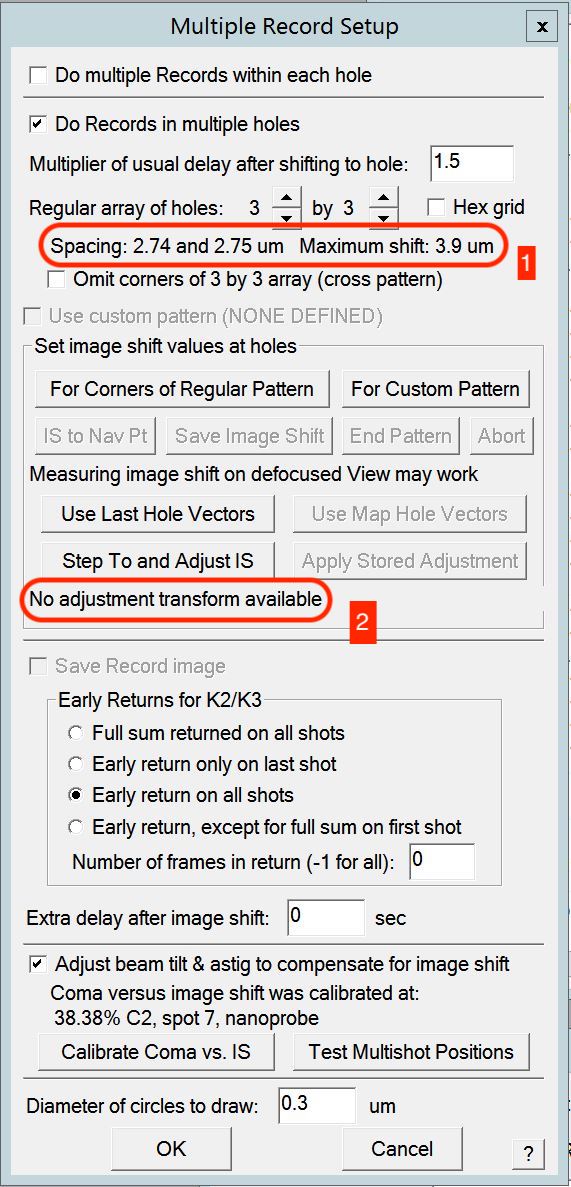 Multiple Record Setup
x
Do multiple Records within each hole
Do Records in multiple holes
Multiplier of usual delay after shifting to hole: 1.5
Regular array of holes: 3 by 3 Hex grid
Spacing: 2.74 and 2.75 um Maximum shift: 3.9 um
1
Omit corners of 3 by 3 array (cross pattern)
Use custom pattern (NONE DEFINED)
Set image shift values at holes
For Corners of Regular Pattern For Custom Pattern
IS to Nav Pt Save Image Shift End Pattern Abort
Measuring image shift on defocused View may work
Use Last Hole Vectors Use Map Hole Vectors
Step To and Adjust IS Apply Stored Adjustment
No adjustment transform available
2
Save Record image
Early Returns for K2/K3
Full sum returned on all shots
Early return only on last shot
Early return on all shots
Early return, except for full sum on first shot
Number of frames in return (-1 for all): 0
Extra delay after image shift: 0 sec
Adjust beam tilt & astig to compensate for image shift
Coma versus image shift was calibrated at:
38.38% C2, spot 7, nanoprobe
Calibrate Coma vs. IS Test Multishot Positions
Diameter of circles to draw: 0.3 um
OK Cancel ?